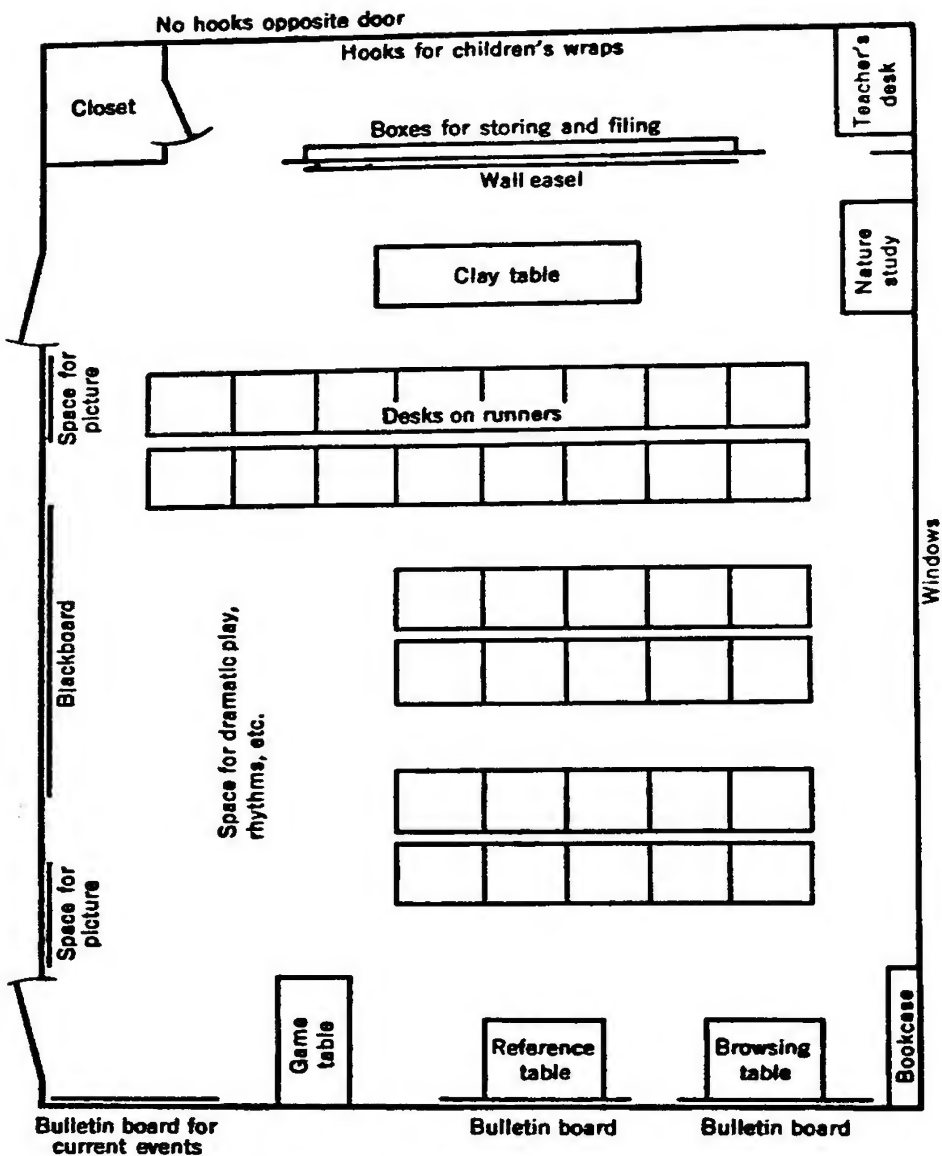 No hooks opposite door
Hooks for children's wraps
Closet
Teacher's
desk
Boxes for storing and filing
Wall easel
Clay table
Nature
study
Space for
picture
Desks on runners
Windows
Blackboard
Space for dramatic play,
rhythms, etc.
Space for
picture
Game
table
Reference
table
Browsing
table
Bookcase
Bulletin board for
current events
Bulletin board
Bulletin board